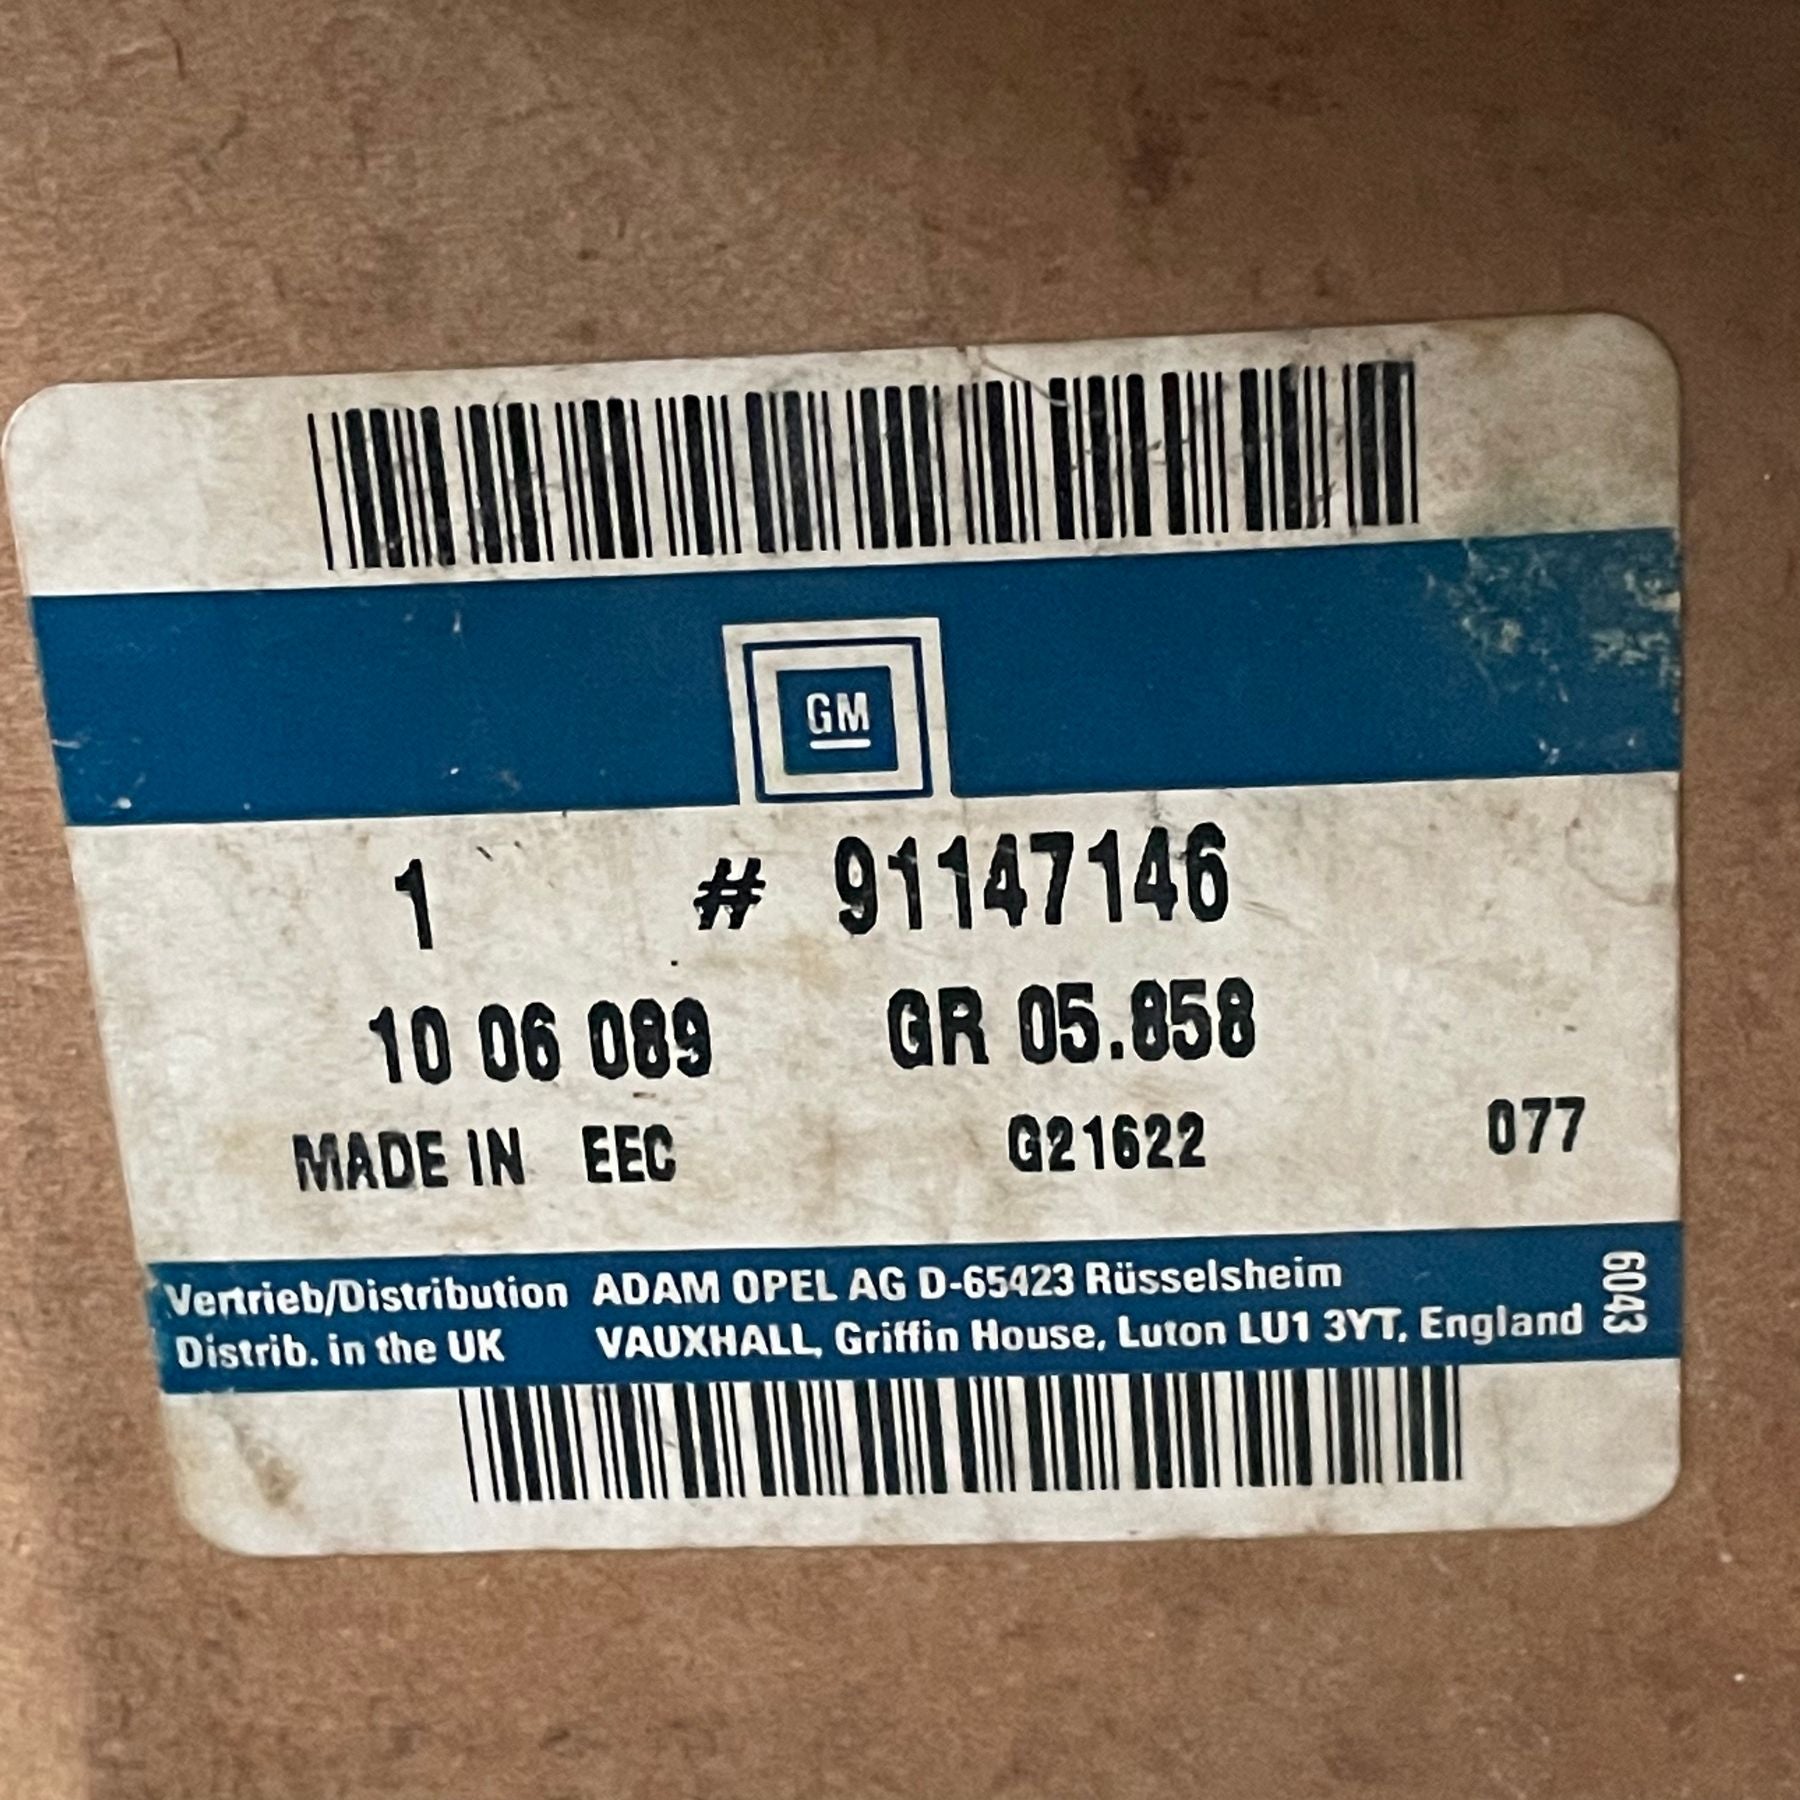 GM
1 # 91147146
10 06 089 GR 05.858
MADE IN EEC G21622 077
Vertrieb/Distribution ADAM OPEL AG D-65423 Rüsselsheim
Distrib. in the UK VAUXHALL, Griffin House, Luton LU1 3YT, England
6043